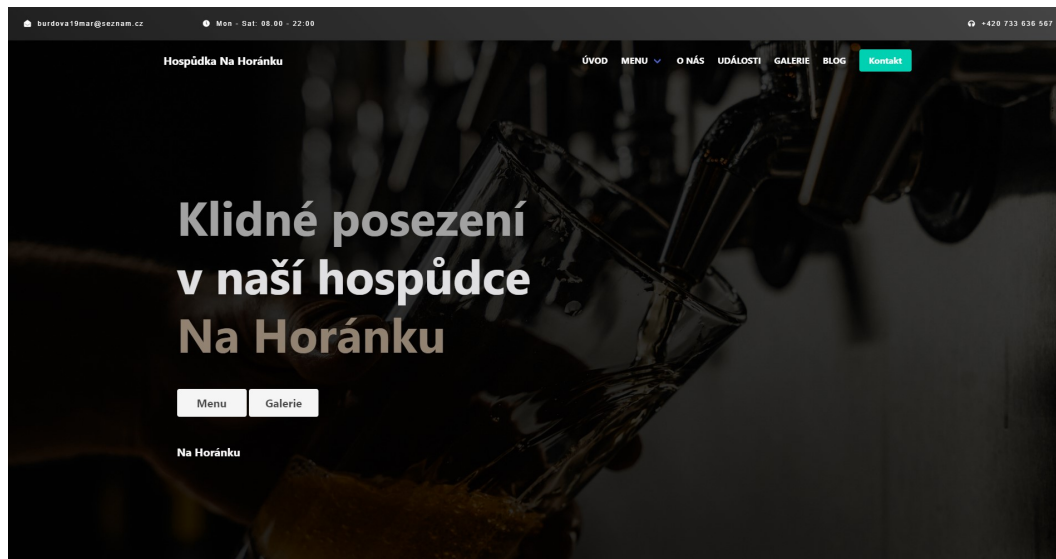 burdova19mar@seznam.cz Mon - Sat: 08.00 - 22:00 +420 733 636 567
Hospůdka Na Horánku ÚVOD MENU O NÁS UDÁLOSTI GALERIE BLOG Kontakt
Klidné posezení
v naší hospůdce
Na Horánku
Menu Galerie
Na Horánku